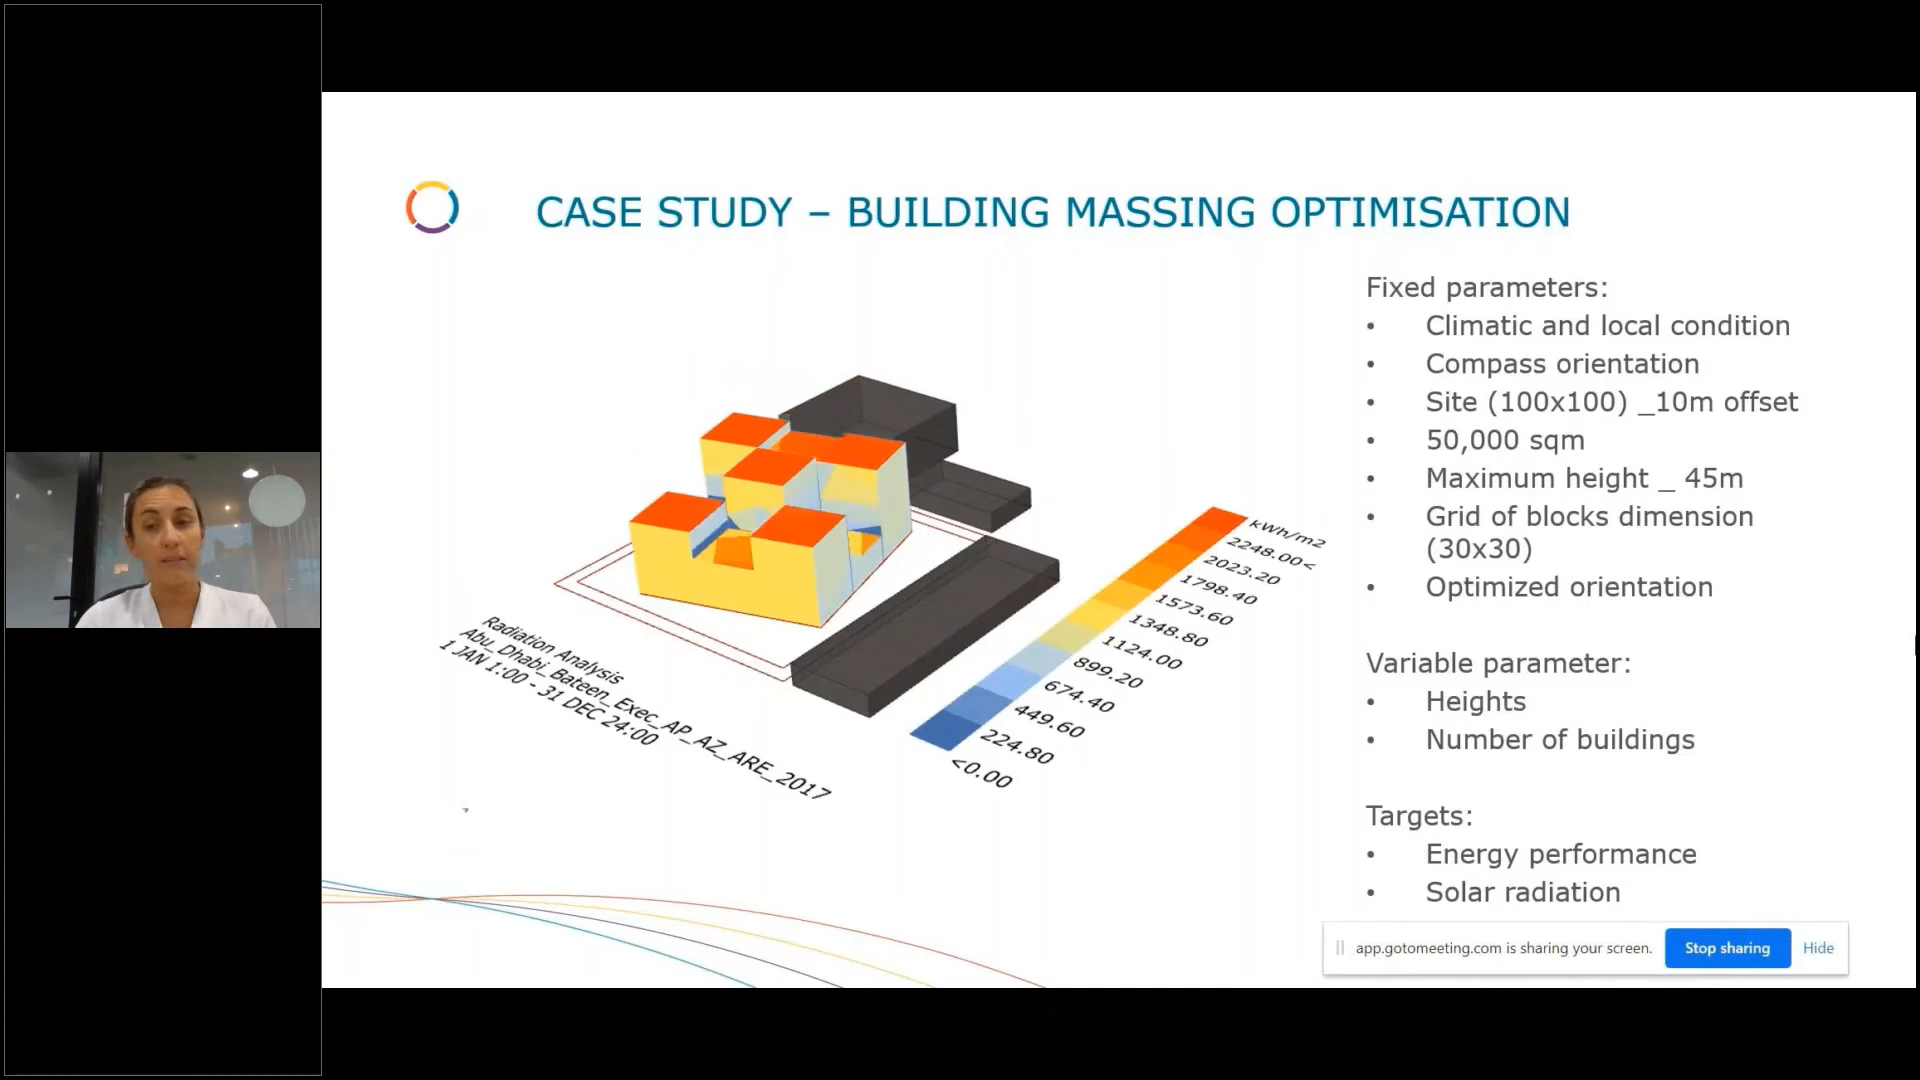 CASE STUDY – BUILDING MASSING OPTIMISATION
Fixed parameters:
• Climatic and local condition
• Compass orientation
• Site (100x100) _10m offset
• 50,000 sqm
• Maximum height _ 45m
• Grid of blocks dimension
(30x30)
• Optimized orientation
Variable parameter:
• Heights
• Number of buildings
Targets:
• Energy performance
• Solar radiation
kWh/m2
2248.00<
2023.20
1798.40
1573.60
1348.80
1124.00
899.20
674.40
449.60
224.80
<0.00
Radiation Analysis
Abu_Dhabi_Bateen_Exec_AP_AZ_ARE_2017
1 JAN 1:00 - 31 DEC 24:00
app.gotomeeting.com is sharing your screen.
Stop sharing
Hide